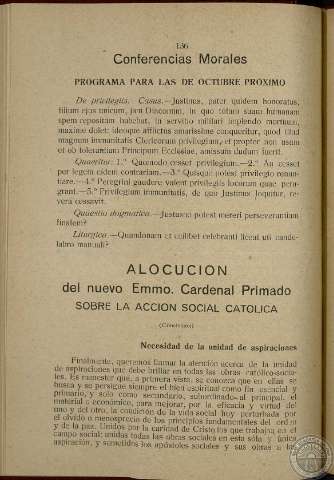 136
Conferencias Morales
PROGRAMA PARA LAS DE OCTUBRE PROXIMO
De privilegio. Casus.—Justinus, pater quidem honoratus,
filium ejus unicum, jam Diaconum, in quo totam suam humanam
spem repositam habebat, in servitio militari implendo mortuum,
maximo dolet: ideoque afflictus amarissime conqueritur, quod illud
magnum immunitatis Clericorum privilegium, et propter non usum
et ob tolerantiam Principum Ecclesiae, amissum dudum fuerit.
Quaeritur: 1.º Quomodo cesset privilegium.—2.º An cesset
per legem eidem contrariam.—3.º Quisque potest privilegio renun-
tiare.—4.º Peregrini gaudere valent privilegiis locorum quae pera-
grant.—5.º Privilegium immunitatis, de quo Justinus loquitur, re-
vera cessavit.
Quaestio dogmatica.—Justusne potest mereri perseverantiam
finalem?
Liturgica.—Quandonam et cuilibet celebranti liceat uti cande-
labro manuali?
ALOCUCION
del nuevo Emmo. Cardenal Primado
SOBRE LA ACCION SOCIAL CATOLICA
Necesidad de la unidad de aspiraciones
Finalmente, queremos llamar la atención acerca de la unidad
de aspiraciones que debe brillar en todas las obras católico-socia-
les. Es menester que, a primera vista, se conozca que en ellas se
busca y se persigue siempre el bien espiritual como fin esencial y
primario, y sólo como secundario, subordinado al principal, el
material o económico, para mejorar, por la eficacia y virtud del
uno y del otro, la condición de la vida social hoy perturbada por
el olvido o menosprecio de los principios fundamentales del orden
y de la paz. Unidos por la caridad de Cristo los que trabajan en el
campo social; unidas todas las obras sociales en esta sola y única
aspiración, y sometidos los apóstoles sociales y sus obras a las